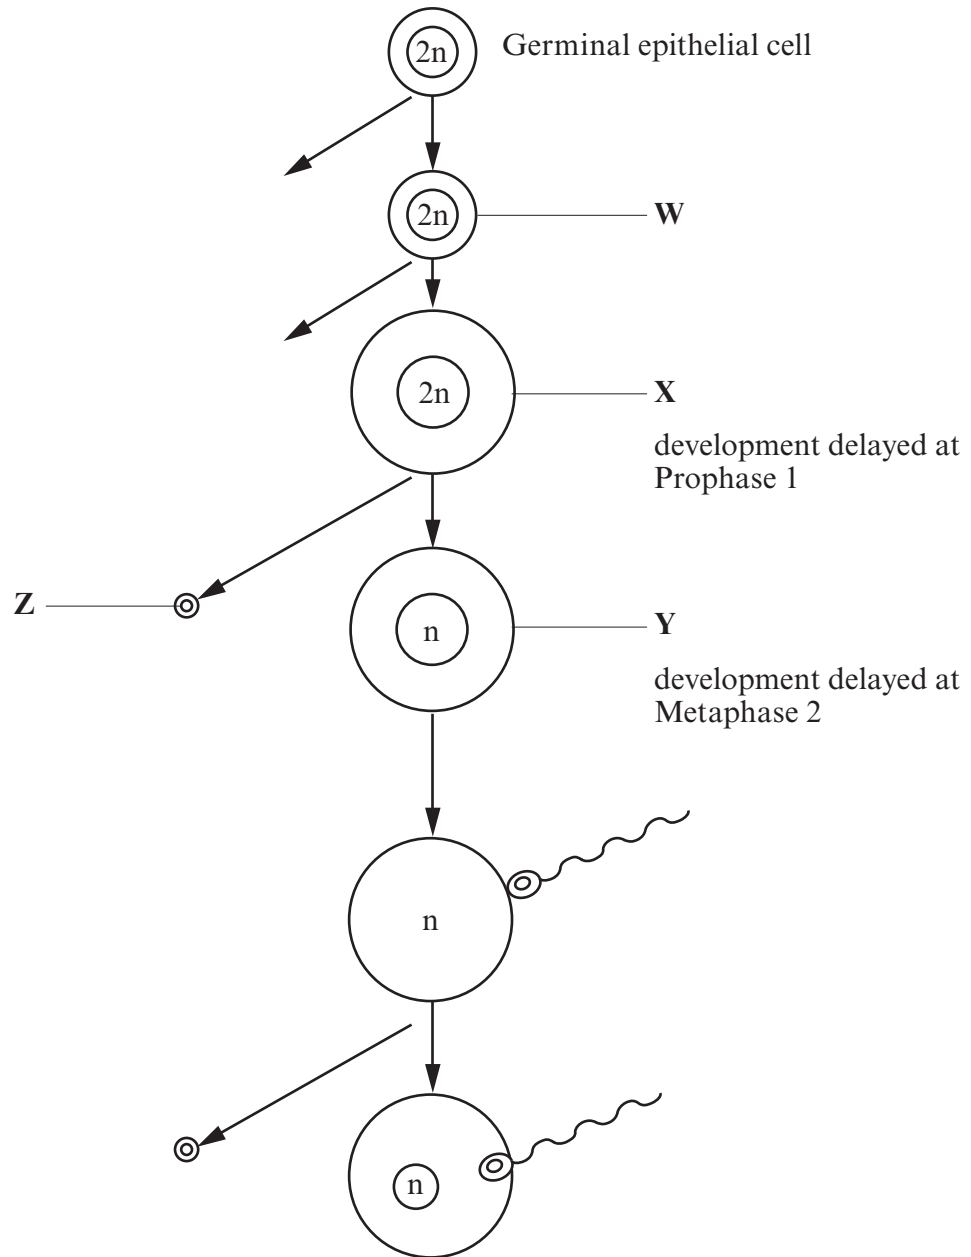 2n
Germinal epithelial cell
2n
W
2n
X
development delayed at
Prophase 1
Z
n
Y
development delayed at
Metaphase 2
n
n